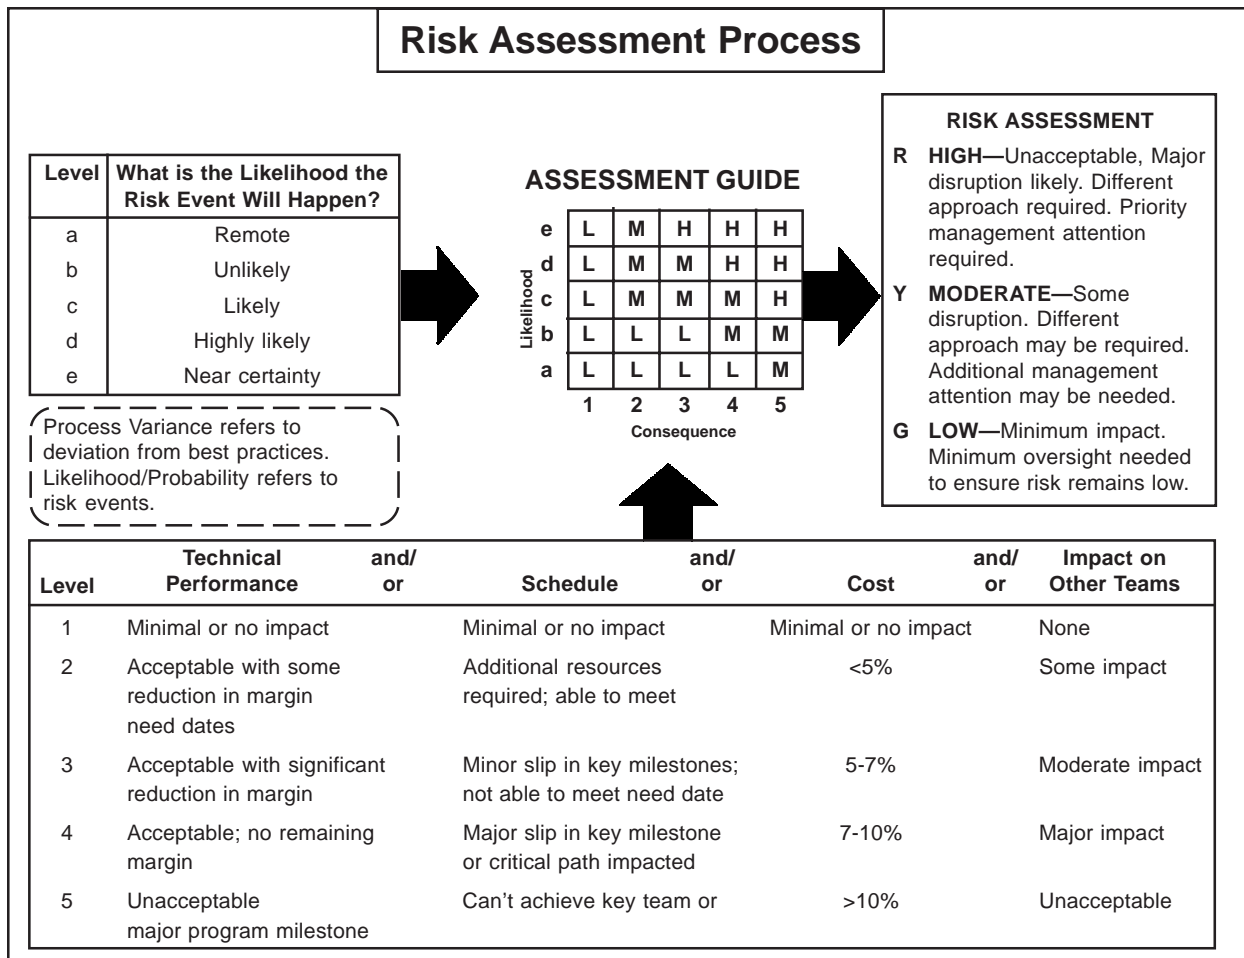 Risk Assessment Process
Level What is the Likelihood the
Risk Event Will Happen?
a Remote
b Unlikely
c Likely
d Highly likely
e Near certainty
Process Variance refers to
deviation from best practices.
Likelihood/Probability refers to
risk events.
ASSESSMENT GUIDE
Likelihood
e L M H H H
d L M M H H
c L M M M H
b L L L M M
a L L L L M
1 2 3 4 5
Consequence
RISK ASSESSMENT
R HIGH—Unacceptable, Major
disruption likely. Different
approach required. Priority
management attention
required.
Y MODERATE—Some
disruption. Different
approach may be required.
Additional management
attention may be needed.
G LOW—Minimum impact.
Minimum oversight needed
to ensure risk remains low.
Technical and/ and/ and/ Impact on
Level Performance or Schedule or Cost or Other Teams
1 Minimal or no impact Minimal or no impact Minimal or no impact None
2 Acceptable with some Additional resources <5% Some impact
reduction in margin required; able to meet
need dates
3 Acceptable with significant Minor slip in key milestones; 5-7% Moderate impact
reduction in margin not able to meet need date
4 Acceptable; no remaining Major slip in key milestone 7-10% Major impact
margin or critical path impacted
5 Unacceptable Can't achieve key team or >10% Unacceptable
major program milestone